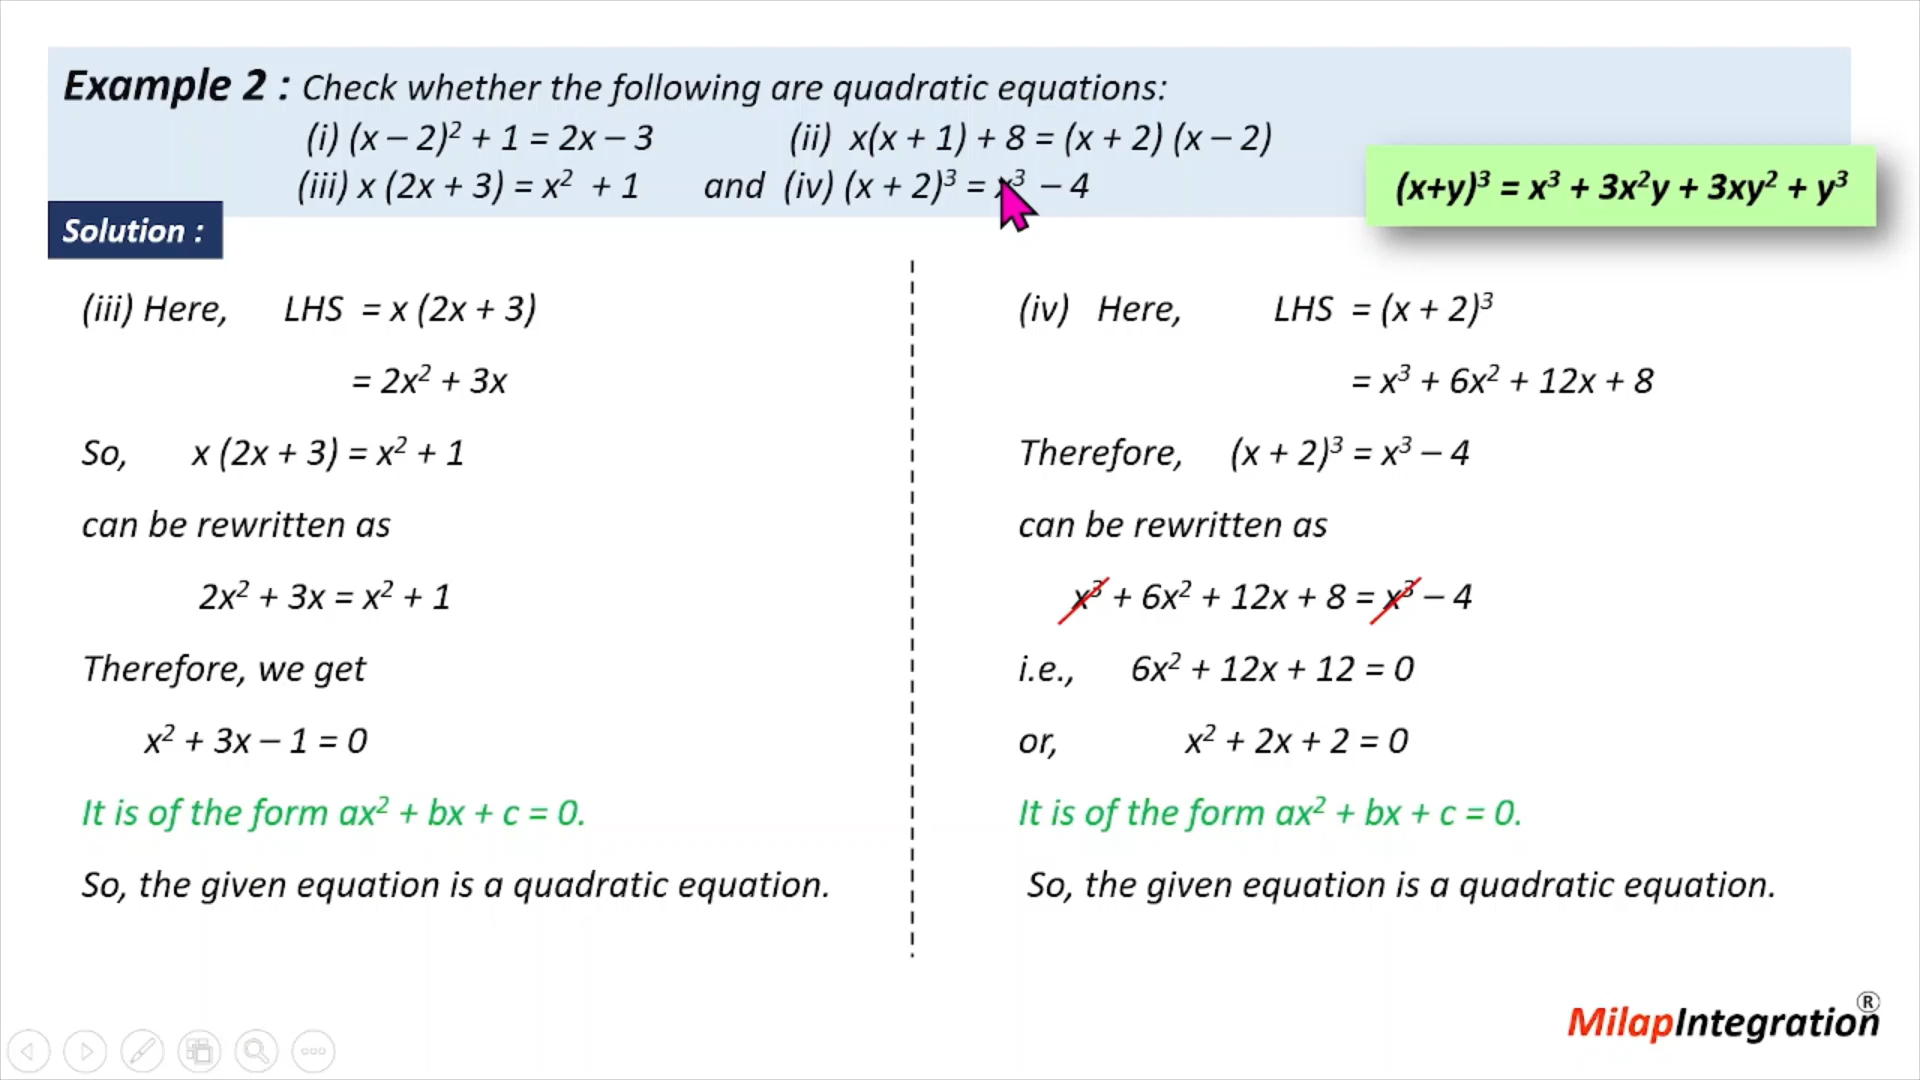 Example 2 : Check whether the following are quadratic equations:
(i) (x – 2)² + 1 = 2x – 3 (ii) x(x + 1) + 8 = (x + 2) (x – 2)
(iii) x (2x + 3) = x² + 1 and (iv) (x + 2)³ = x³ – 4
(x+y)³ = x³ + 3x²y + 3xy² + y³
Solution :
(iii) Here, LHS = x (2x + 3)
= 2x² + 3x
So, x (2x + 3) = x² + 1
can be rewritten as
2x² + 3x = x² + 1
Therefore, we get
x² + 3x – 1 = 0
It is of the form ax² + bx + c = 0.
So, the given equation is a quadratic equation.
(iv) Here, LHS = (x + 2)³
= x³ + 6x² + 12x + 8
Therefore, (x + 2)³ = x³ – 4
can be rewritten as
x³ + 6x² + 12x + 8 = x³ – 4
i.e., 6x² + 12x + 12 = 0
or, x² + 2x + 2 = 0
It is of the form ax² + bx + c = 0.
So, the given equation is a quadratic equation.
MilapIntegration®